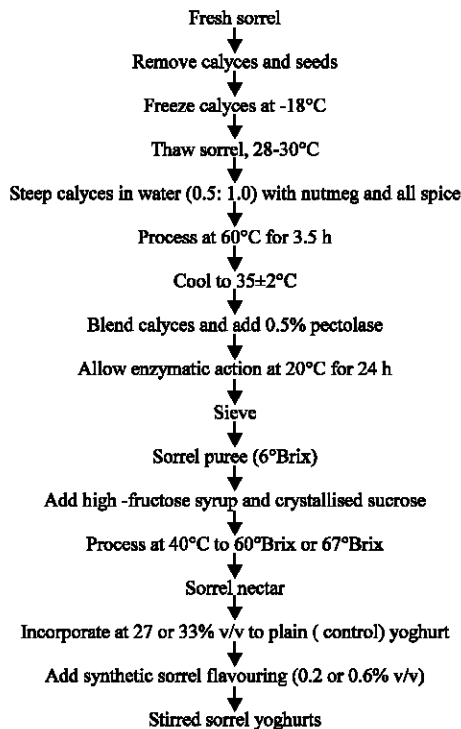 Fresh sorrel
Remove calyces and seeds
Freeze calyces at -18°C
Thaw sorrel, 28-30°C
Steep calyces in water (0.5: 1.0) with nutmeg and all spice
Process at 60°C for 3.5 h
Cool to 35±2°C
Blend calyces and add 0.5% pectolase
Allow enzymatic action at 20°C for 24 h
Sieve
Sorrel puree (6°Brix)
Add high -fructose syrup and crystallised sucrose
Process at 40°C to 60°Brix or 67°Brix
Sorrel nectar
Incorporate at 27 or 33% v/v to plain ( control) yoghurt
Add synthetic sorrel flavouring (0.2 or 0.6% v/v)
Stirred sorrel yoghurts